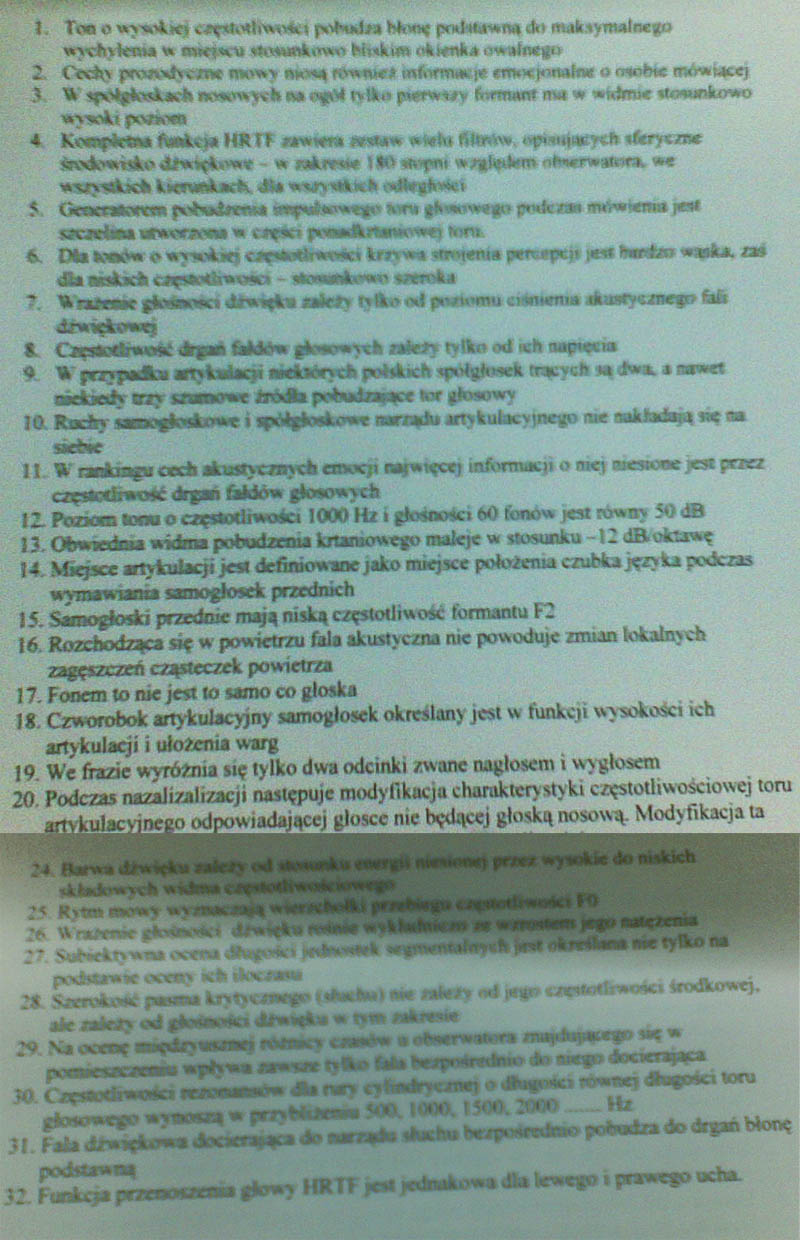 1. Ton o wysokiej częstotliwości pobudza błonę podstawną do maksymalnego
wychylenia w miejscu stosunkowo bliskim okienka owalnego
2. Cechy prozodyczne mowy niosą również informacje emocjonalne o osobie mówiącej
3. W spółgłoskach nosowych na ogół tylko pierwszy formant ma w widmie stosunkowo
wysoki poziom
4. Kompletna funkcja HRTF zawiera zestaw wielu filtrów, opisujących sferyczne
środowisko dźwiękowe – w zakresie 180 stopni względem obserwatora, we
wszystkich kierunkach, dla wszystkich odległości
5. Generatorem pobudzenia impulsowego toru głosowego podczas mówienia jest
szczelina utworzona w części ponadkrtaniowej toru.
6. Dla tonów o wysokiej częstotliwości krzywa strojenia percepcji jest bardzo wąska, zaś
dla niskich częstotliwości – stosunkowo szeroka
7. Wrażenie głośności dźwięku zależy tylko od poziomu ciśnienia akustycznego fali
dźwiękowej
8. Częstotliwość drgań fałdów głosowych zależy tylko od ich napięcia
9. W przypadku artykulacji niektórych polskich spółgłosek trących są dwa, a nawet
niekiedy trzy szumowe źródła pobudzające tor głosowy
10. Ruchy samogłoskowe i spółgłoskowe narządu artykulacyjnego nie nakładają się na
siebie
11. W rankingu cech akustycznych emocji najwięcej informacji o niej niesione jest przez
częstotliwość drgań fałdów głosowych
12. Poziom tonu o częstotliwości 1000 Hz i głośności 60 fonów jest równy 50 dB
13. Obwiednia widma pobudzenia krtaniowego maleje w stosunku –12 dB/oktawę
14. Miejsce artykulacji jest definiowane jako miejsce położenia czubka języka podczas
wymawiania samogłosek przednich
15. Samogłoski przednie mają niską częstotliwość formantu F2
16. Rozchodząca się w powietrzu fala akustyczna nie powoduje zmian lokalnych
zagęszczeń cząsteczek powietrza
17. Fonem to nie jest to samo co głoska
18. Czworobok artykulacyjny samogłosek określany jest w funkcji wysokości ich
artykulacji i ułożenia warg
19. We frazie wyróżnia się tylko dwa odcinki zwane nagłosem i wygłosem
20. Podczas nazalizalizacji następuje modyfikacja charakterystyki częstotliwościowej toru
artykulacyjnego odpowiadającej głosce nie będącej głoską nosową. Modyfikacja ta
24. Barwa dźwięku zależy od stosunku energii niesionej przez wysokie do niskich
składowych widma częstotliwościowego
25. Rytm mowy wyznaczają wierzchołki przebiegu częstotliwości F0
26. Wrażenie głośności dźwięku rośnie wykładniczo ze wzrostem jego natężenia
27. Subiektywna ocena długości jednostek segmentalnych jest określana nie tylko na
podstawie oceny ich iloczasu
28. Szerokość pasma krytycznego (słuchu) nie zależy od jego częstotliwości środkowej,
ale zależy od głośności dźwięku w tym zakresie
29. Na ocenę międzyusznej różnicy czasów u obserwatora znajdującego się w
pomieszczeniu wpływa zawsze tylko fala bezpośrednio do niego docierająca
30. Częstotliwości rezonansów dla rury cylindrycznej o długości równej długości toru
głosowego wynoszą w przybliżeniu 500, 1000, 1500, 2000 ...... Hz
31. Fala dźwiękowa docierająca do narządu słuchu bezpośrednio pobudza do drgań błonę
podstawną
32. Funkcja przenoszenia głowy HRTF jest jednakowa dla lewego i prawego ucha.